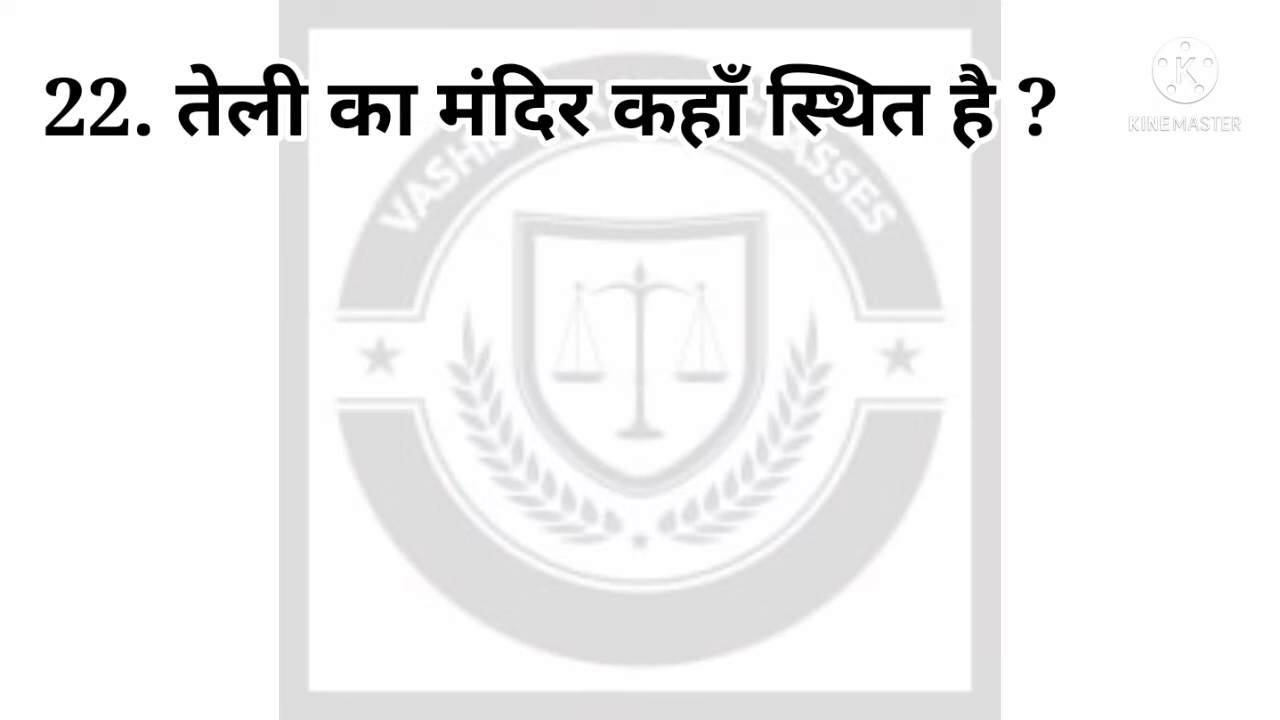 22. तेली का मंदिर कहाँ स्थित है ?
KINEMASTER